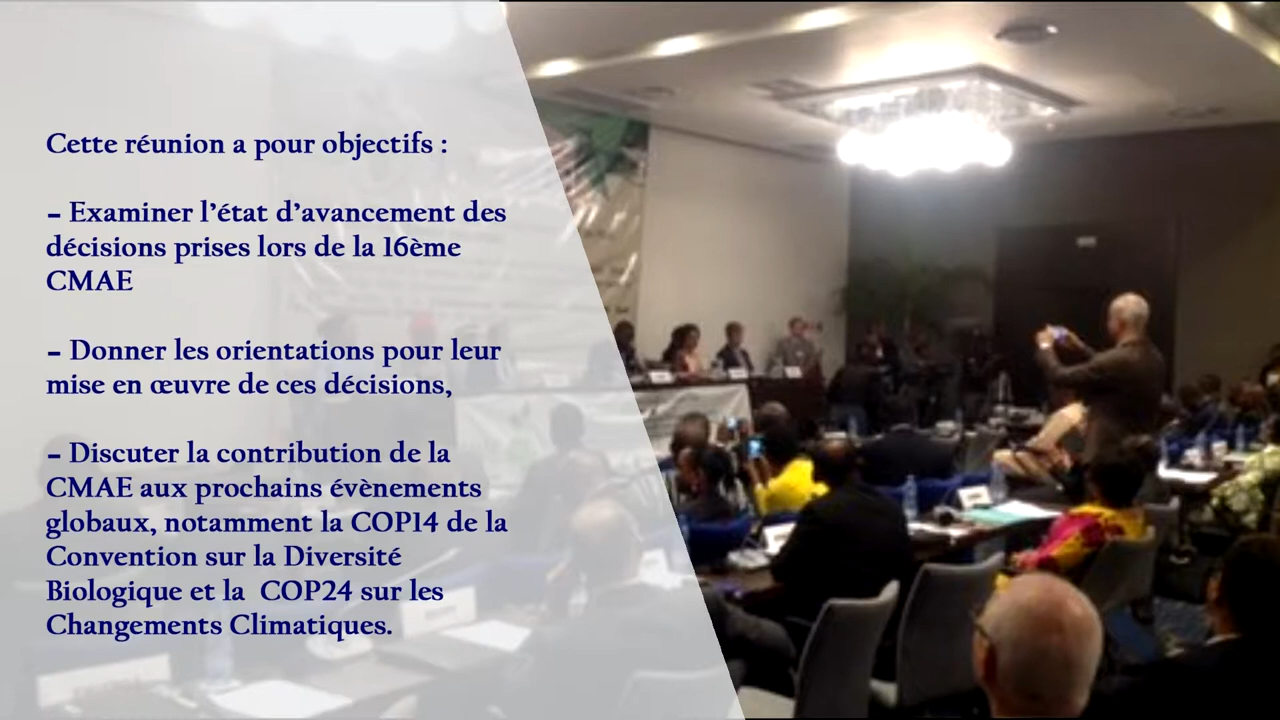 Cette réunion a pour objectifs :
– Examiner l’état d’avancement des
décisions prises lors de la 16ème
CMAE
– Donner les orientations pour leur
mise en œuvre de ces décisions,
– Discuter la contribution de la
CMAE aux prochains évènements
globaux, notamment la COP14 de la
Convention sur la Diversité
Biologique et la  COP24 sur les
Changements Climatiques.